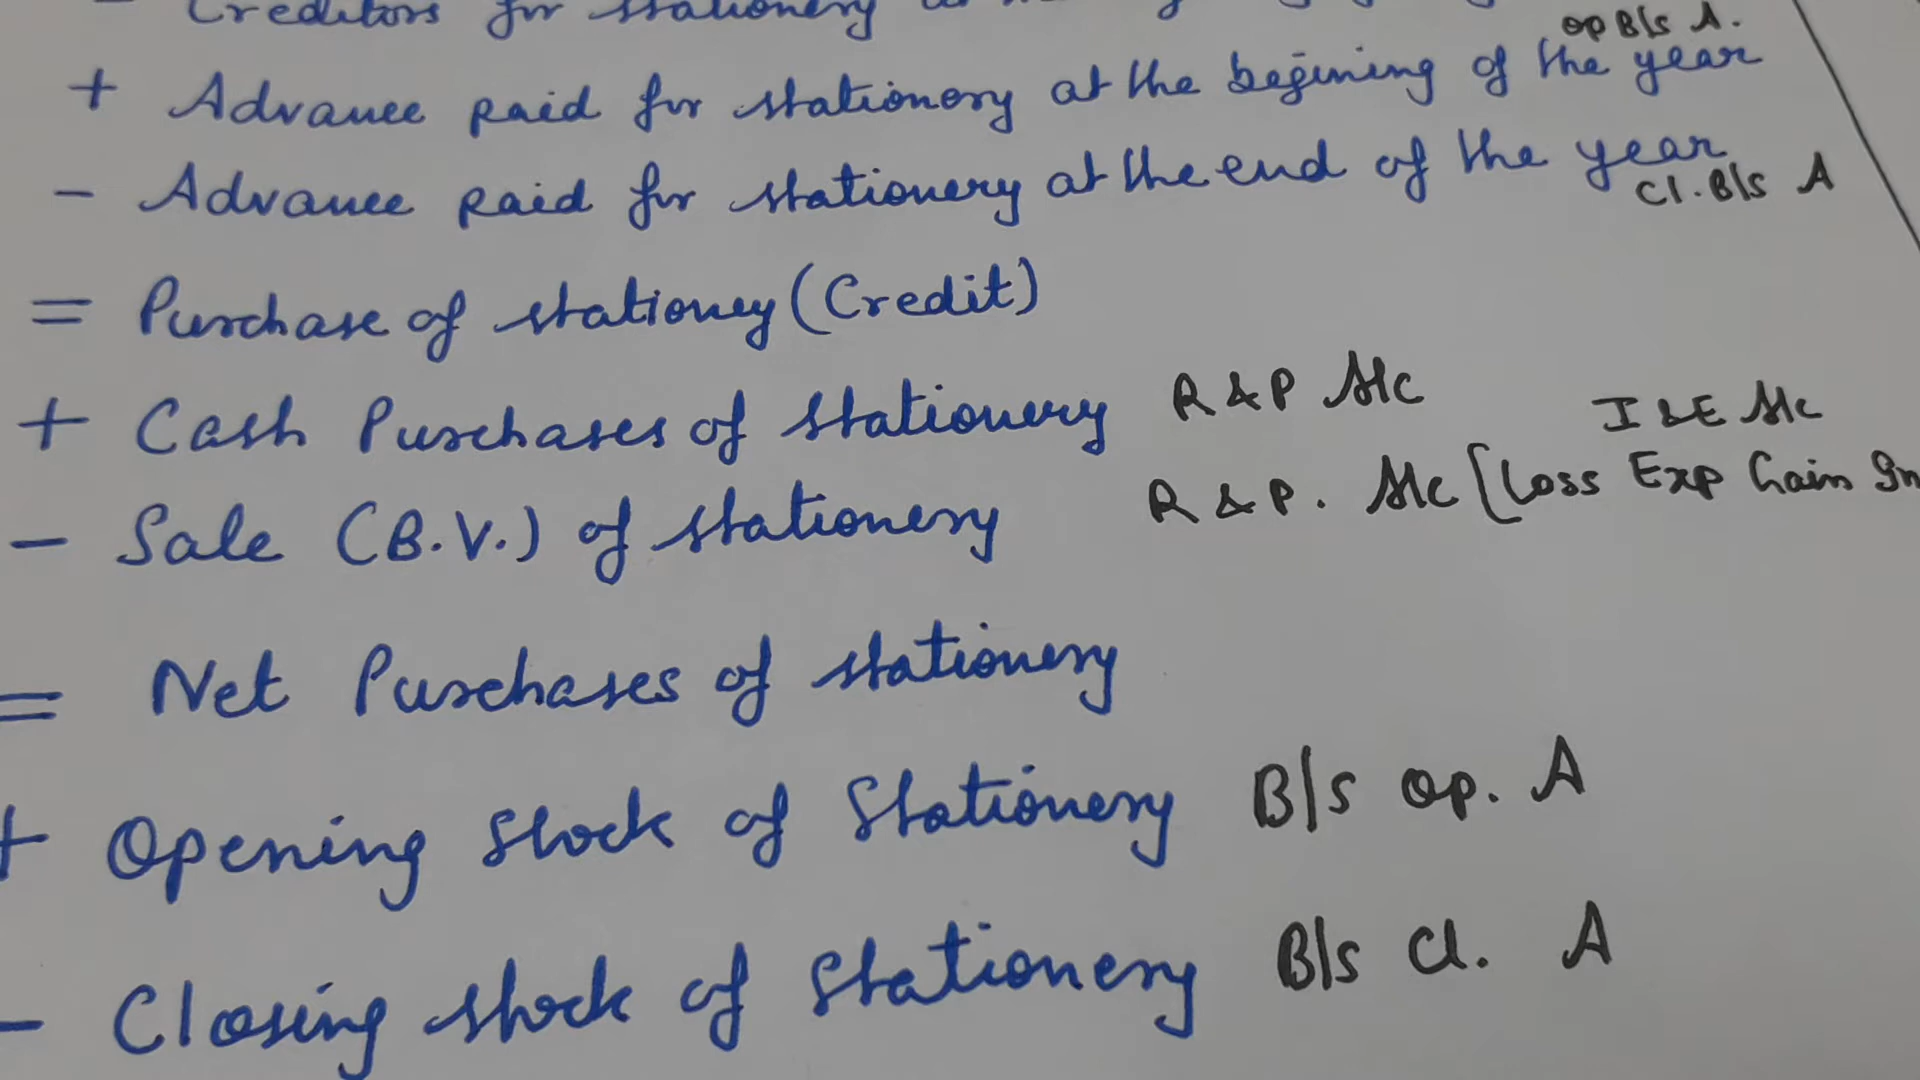 Creditors for stationery
op B/s A.
+ Advance paid for stationery at the begining of the year
- Advance paid for stationery at the end of the year
Cl. B/s A
= Purchase of stationey (Credit)
+ Cash Purchases of stationery R & P A/c
I & E A/c
- Sale (B.V.) of stationery R & P. A/c [Loss Exp Gain In
= Net Purchases of stationery
+ Opening Stock of Stationery B/s op. A
- Closing stock of Stationery B/s Cl. A